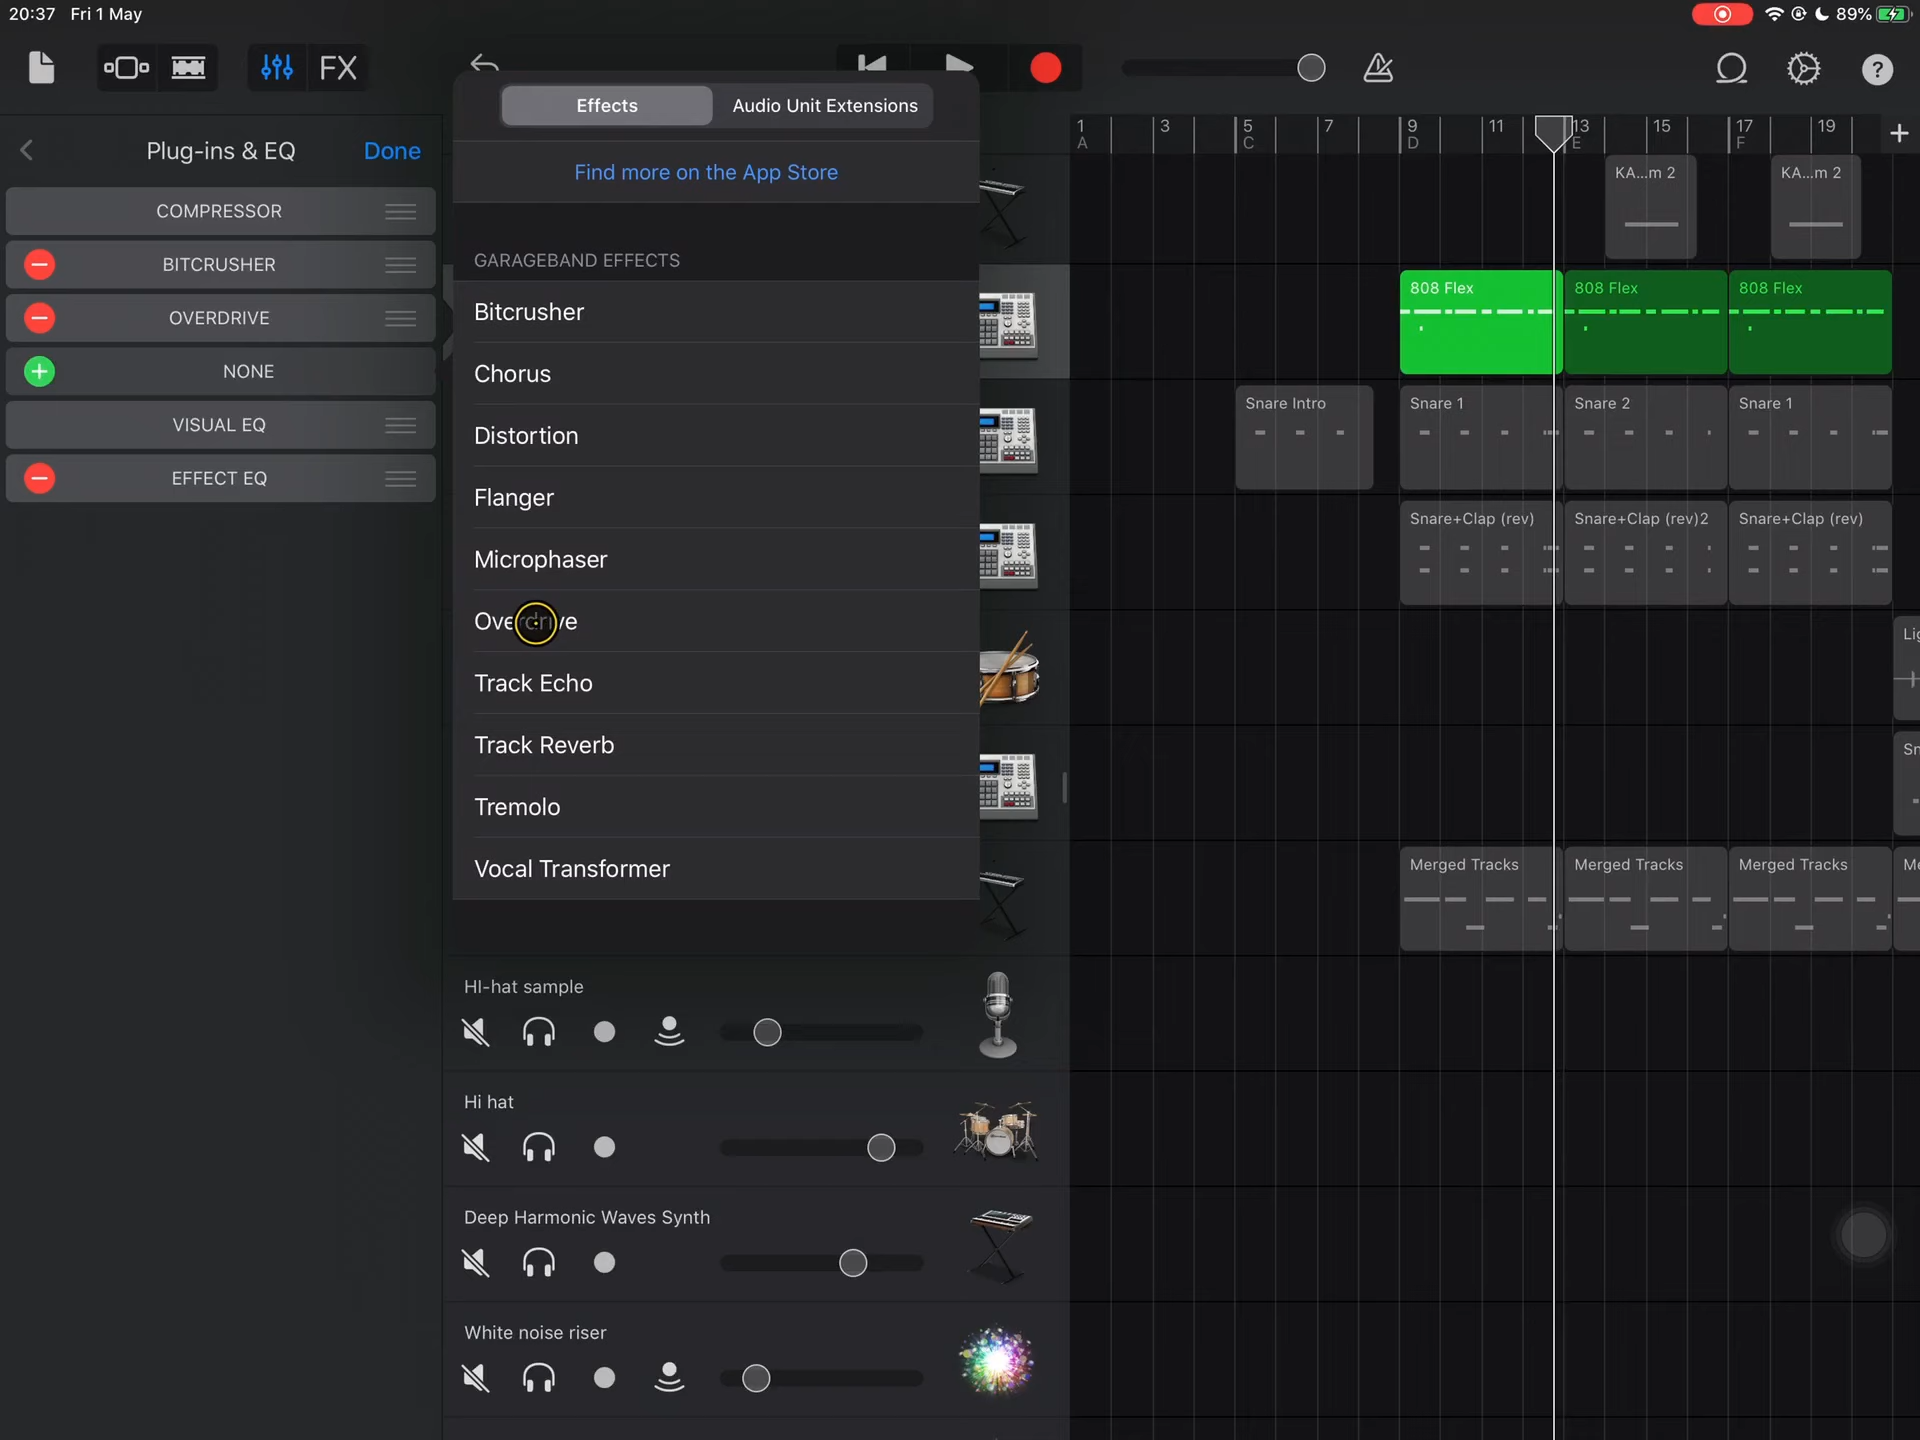 20:37 Fri 1 May
89%
FX
?
Effects
Audio Unit Extensions
Find more on the App Store
Plug-ins & EQ
Done
COMPRESSOR
BITCRUSHER
OVERDRIVE
NONE
VISUAL EQ
EFFECT EQ
GARAGEBAND EFFECTS
Bitcrusher
Chorus
Distortion
Flanger
Microphaser
Overdrive
Track Echo
Track Reverb
Tremolo
Vocal Transformer
HI-hat sample
Hi hat
Deep Harmonic Waves Synth
White noise riser
1 3 5 7 9 11 13 15 17 19
A C D E F
KA...m 2
KA...m 2
808 Flex
808 Flex
808 Flex
Snare Intro
Snare 1
Snare 2
Snare 1
Snare+Clap (rev)
Snare+Clap (rev)2
Snare+Clap (rev)
Lig
Sn
Merged Tracks
Merged Tracks
Merged Tracks
Me